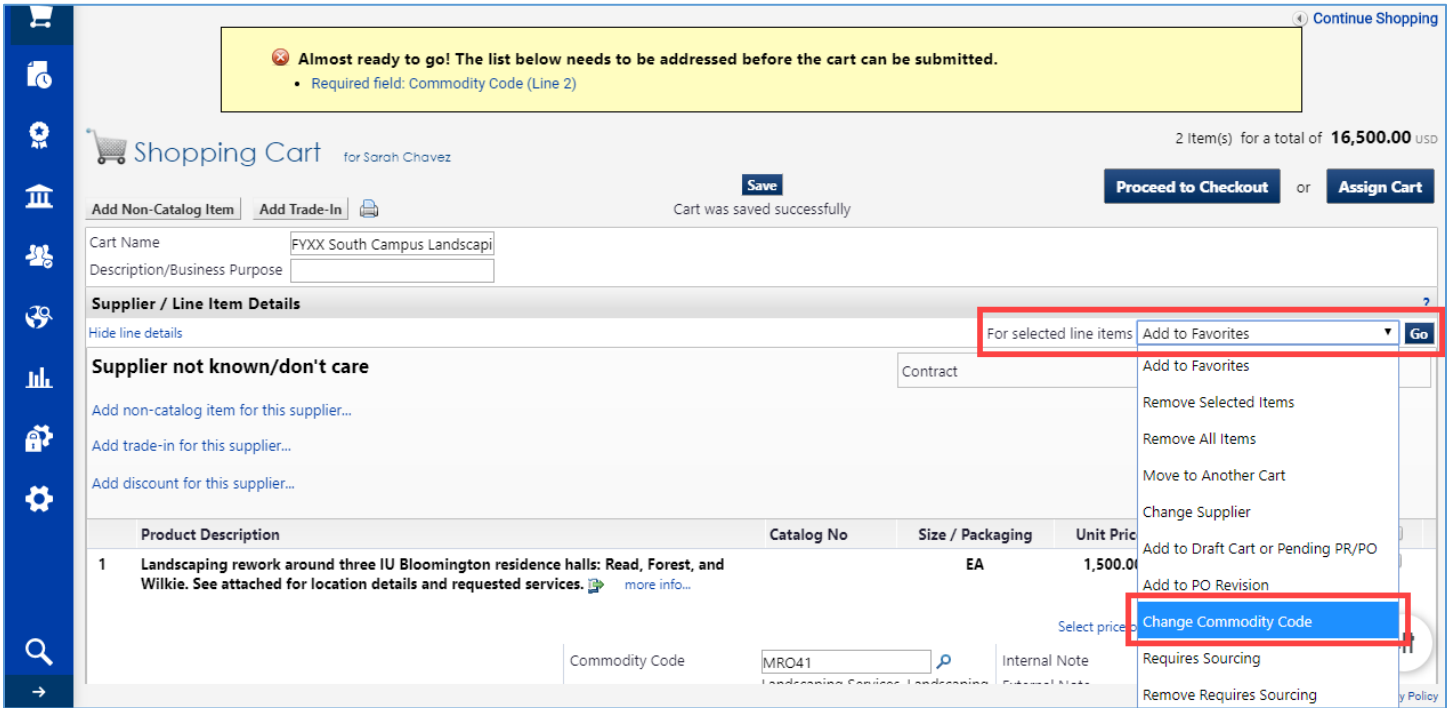 Continue Shopping
Almost ready to go! The list below needs to be addressed before the cart can be submitted.
• Required field: Commodity Code (Line 2)
Shopping Cart for Sarah Chavez
2 Item(s) for a total of 16,500.00 USD
Save
Proceed to Checkout or Assign Cart
Add Non-Catalog Item Add Trade-In
Cart was saved successfully
Cart Name FYXX South Campus Landscapi
Description/Business Purpose
Supplier / Line Item Details ?
Hide line details
For selected line items Add to Favorites Go
Supplier not known/don't care
Contract
Add non-catalog item for this supplier...
Add trade-in for this supplier...
Add discount for this supplier...
Add to Favorites
Remove Selected Items
Remove All Items
Move to Another Cart
Change Supplier
Add to Draft Cart or Pending PR/PO
Add to PO Revision
Change Commodity Code
Requires Sourcing
Remove Requires Sourcing
Product Description Catalog No Size / Packaging Unit Pric
1 Landscaping rework around three IU Bloomington residence halls: Read, Forest, and EA 1,500.00
Wilkie. See attached for location details and requested services. more info...
Select price o
Commodity Code MRO41 Internal Note
Landscaping Services, Landscaping External Note
y Policy